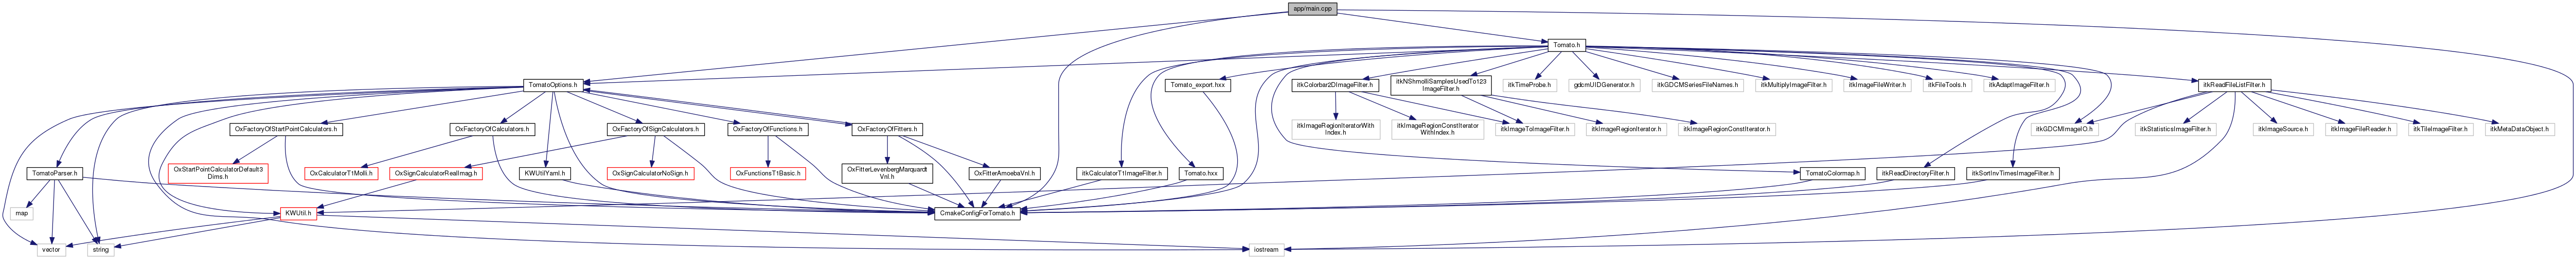 app/main.cpp
Tomato.h
TomatoOptions.h
Tomato_export.hxx
itkColorbar2DImageFilter.h
itkNShmolliSamplesUsedTo123
ImageFilter.h
itkTimeProbe.h
gdcmUIDGenerator.h
itkGDCMSeriesFileNames.h
itkMultiplyImageFilter.h
itkImageFileWriter.h
itkFileTools.h
itkAdaptImageFilter.h
itkReadFileListFilter.h
OxFactoryOfStartPointCalculators.h
OxFactoryOfCalculators.h
OxFactoryOfSignCalculators.h
OxFactoryOfFunctions.h
OxFactoryOfFitters.h
itkImageRegionIteratorWith
Index.h
itkImageRegionConstIterator
WithIndex.h
itkImageToImageFilter.h
itkImageRegionIterator.h
itkImageRegionConstIterator.h
itkGDCMImageIO.h
itkStatisticsImageFilter.h
itkImageSource.h
itkImageFileReader.h
itkTileImageFilter.h
itkMetaDataObject.h
TomatoParser.h
OxStartPointCalculatorDefault3
Dims.h
OxCalculatorT1Molli.h
OxSignCalculatorRealImag.h
KWUtilYaml.h
OxSignCalculatorNoSign.h
OxFunctionsT1Basic.h
OxFitterLevenbergMarquardt
Vnl.h
OxFitterAmoebaVnl.h
itkCalculatorT1ImageFilter.h
Tomato.hxx
TomatoColormap.h
itkReadDirectoryFilter.h
itkSortInvTimesImageFilter.h
map
KWUtil.h
CmakeConfigForTomato.h
vector
string
iostream